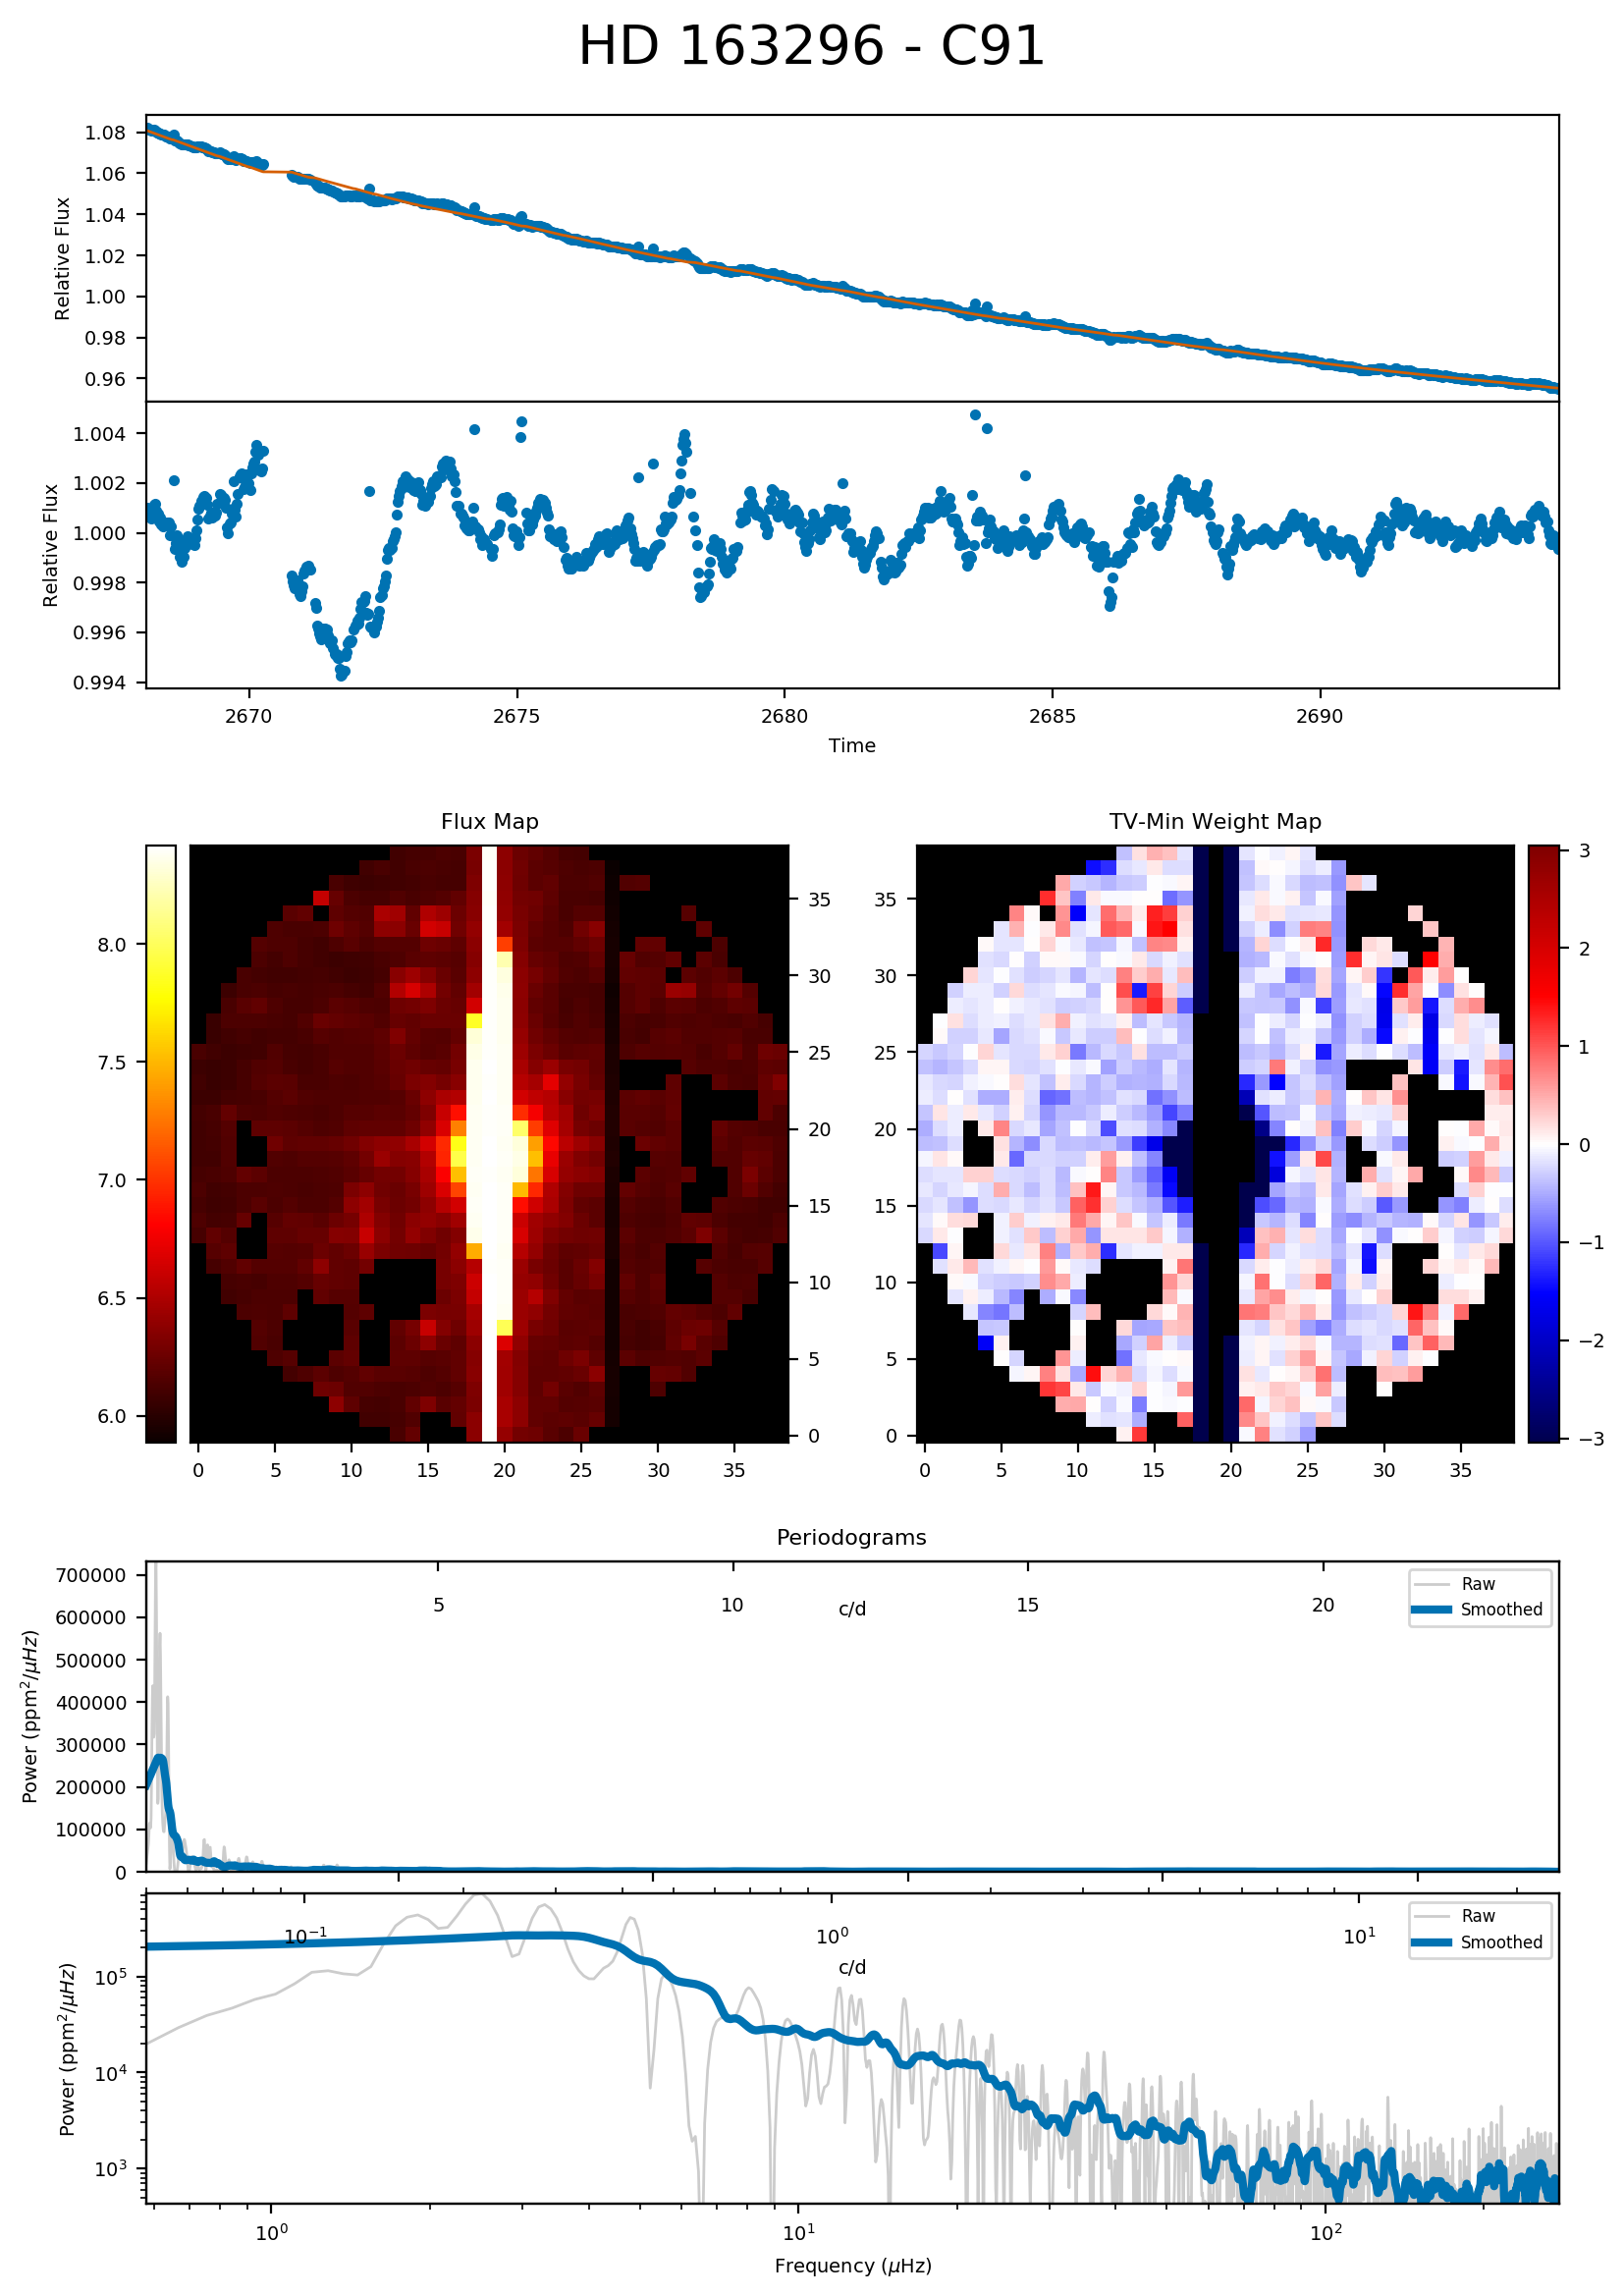 HD 163296 - C91
1.08
1.06
1.04
1.02
1.00
0.98
0.96
Relative Flux
1.004
1.002
1.000
0.998
0.996
0.994
Relative Flux
2670 2675 2680 2685 2690
Time
Flux Map
8.0
7.5
7.0
6.5
6.0
35
30
25
20
15
10
5
0
0 5 10 15 20 25 30 35
TV-Min Weight Map
35
30
25
20
15
10
5
0
0 5 10 15 20 25 30 35
3
2
1
0
−1
−2
−3
Periodograms
700000
600000
500000
400000
300000
200000
100000
0
Power (ppm²/μHz)
5 10 15 20
c/d
Raw
Smoothed
10⁻¹ 10⁰ 10¹
c/d
Raw
Smoothed
10⁵
10⁴
10³
Power (ppm²/μHz)
10⁰ 10¹ 10²
Frequency (μHz)